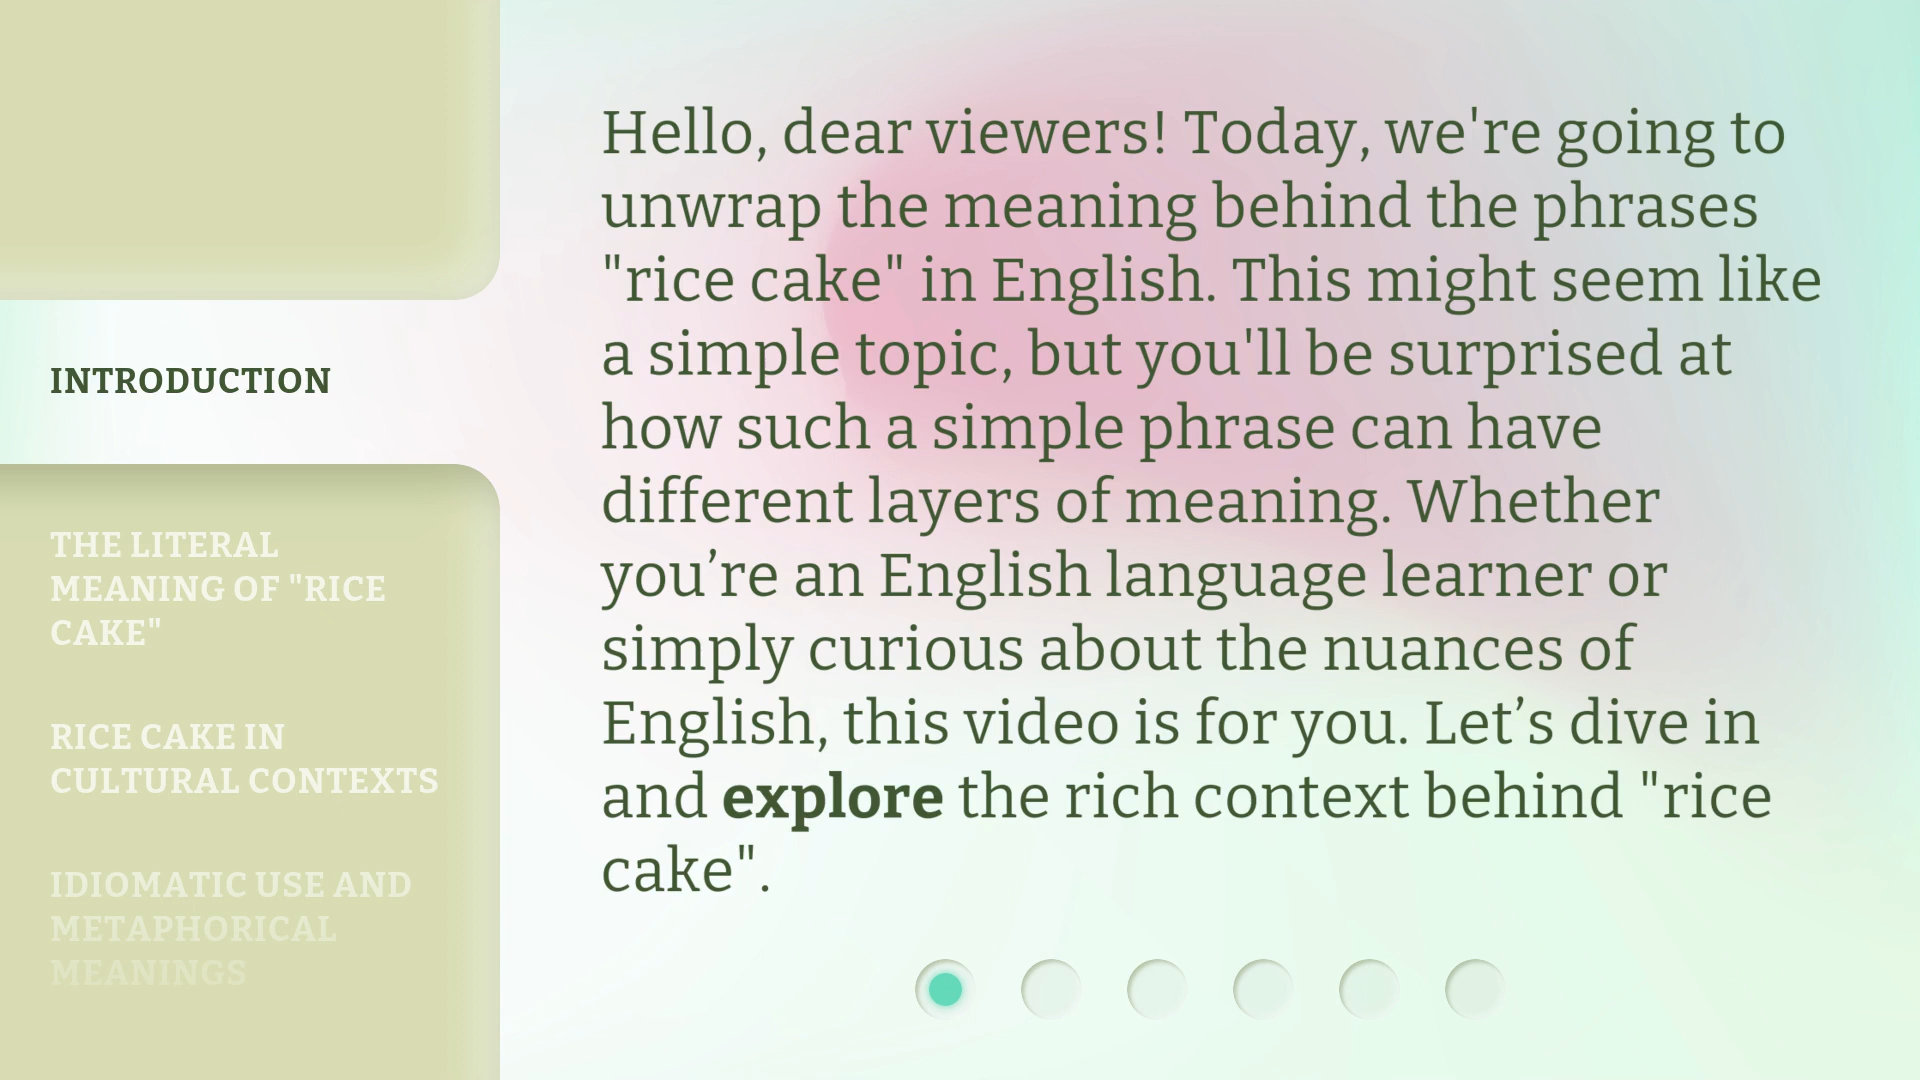 INTRODUCTION
THE LITERAL
MEANING OF "RICE
CAKE"
RICE CAKE IN
CULTURAL CONTEXTS
IDIOMATIC USE AND
METAPHORICAL
MEANINGS
Hello, dear viewers! Today, we're going to
unwrap the meaning behind the phrases
"rice cake" in English. This might seem like
a simple topic, but you'll be surprised at
how such a simple phrase can have
different layers of meaning. Whether
you’re an English language learner or
simply curious about the nuances of
English, this video is for you. Let’s dive in
and explore the rich context behind "rice
cake".